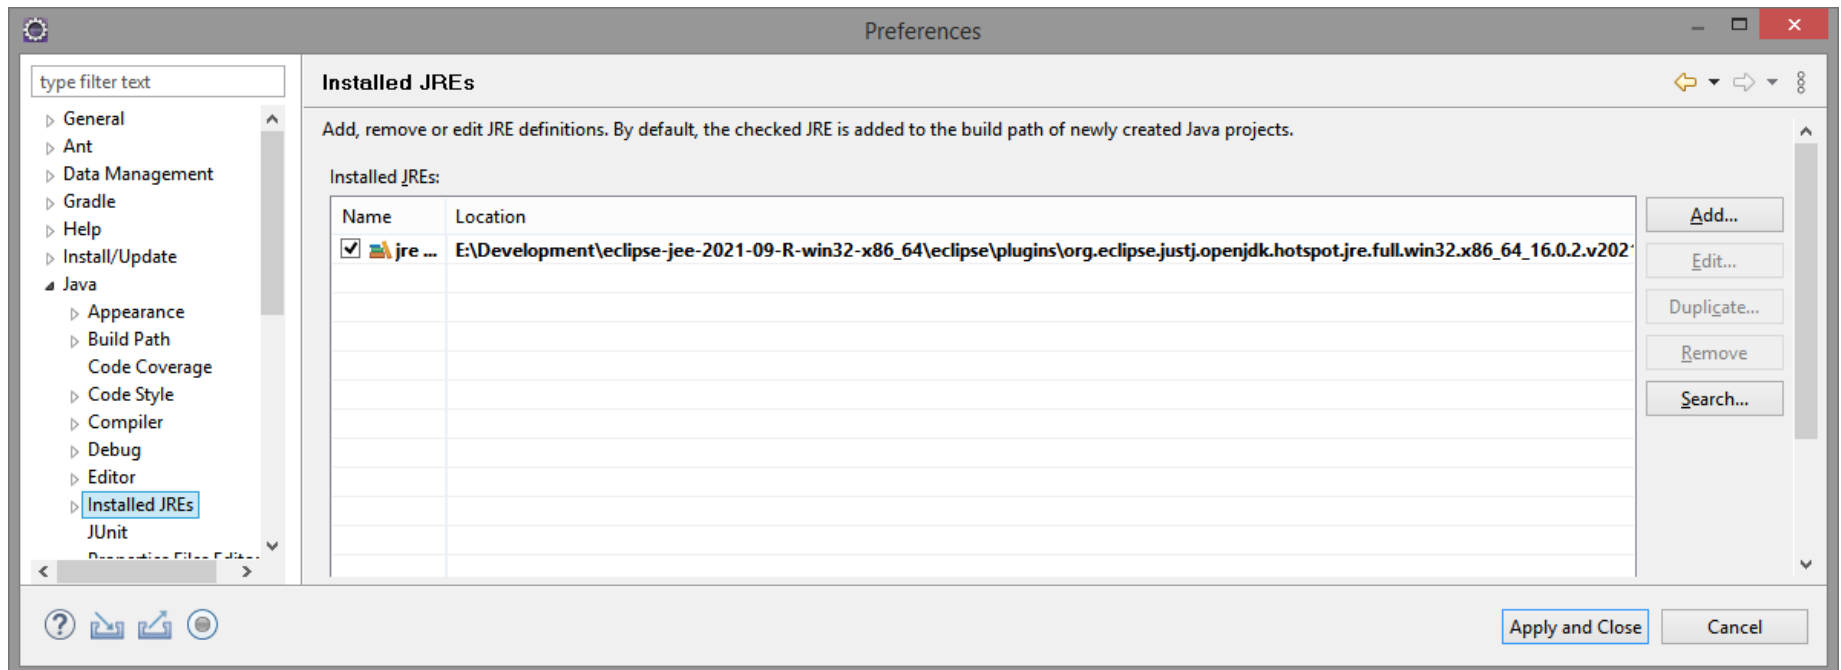 Preferences
type filter text
General
Ant
Data Management
Gradle
Help
Install/Update
Java
Appearance
Build Path
Code Coverage
Code Style
Compiler
Debug
Editor
Installed JREs
JUnit
Properties Files Editor
Installed JREs
Add, remove or edit JRE definitions. By default, the checked JRE is added to the build path of newly created Java projects.
Installed JREs:
Name Location
jre ... E:\Development\eclipse-jee-2021-09-R-win32-x86_64\eclipse\plugins\org.eclipse.justj.openjdk.hotspot.jre.full.win32.x86_64_16.0.2.v202
Add...
Edit...
Duplicate...
Remove
Search...
Apply and Close
Cancel